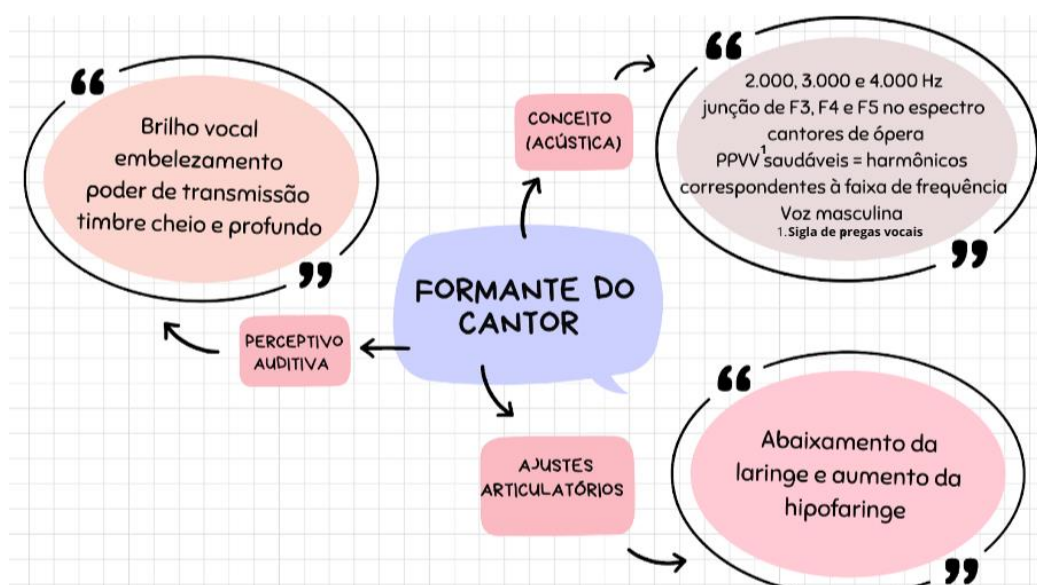 FORMANTE DO
CANTOR
CONCEITO
(ACÚSTICA)
2.000, 3.000 e 4.000 Hz
junção de F3, F4 e F5 no espectro
cantores de ópera
PPVV¹saudáveis = harmônicos
correspondentes à faixa de frequência
Voz masculina
1.Sigla de pregas vocais
PERCEPTIVO
AUDITIVA
Brilho vocal
embelezamento
poder de transmissão
timbre cheio e profundo
AJUSTES
ARTICULATÓRIOS
Abaixamento da
laringe e aumento da
hipofaringe